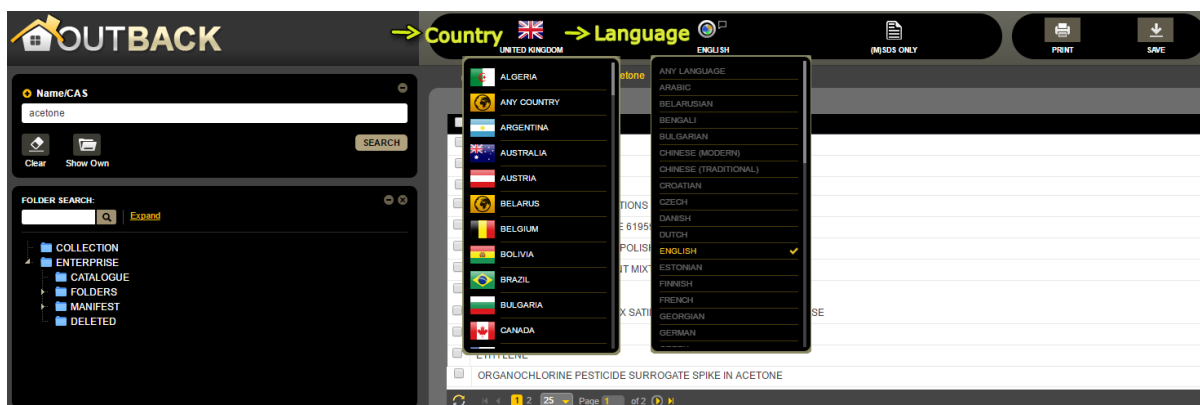 OUTBACK
Country
UNITED KINGDOM
Language
ENGLISH
(M)SDS ONLY
PRINT
SAVE
Name/CAS
acetone
Clear
Show Own
SEARCH
FOLDER SEARCH:
Expand
COLLECTION
ENTERPRISE
CATALOGUE
FOLDERS
MANIFEST
DELETED
ALGERIA
ANY COUNTRY
ARGENTINA
AUSTRALIA
AUSTRIA
BELARUS
BELGIUM
BOLIVIA
BRAZIL
BULGARIA
CANADA
etone
ANY LANGUAGE
ARABIC
BELARUSIAN
BENGALI
BULGARIAN
CHINESE (MODERN)
CHINESE (TRADITIONAL)
CROATIAN
CZECH
DANISH
DUTCH
ENGLISH
ESTONIAN
FINNISH
FRENCH
GEORGIAN
GERMAN
TIONS
E 6195
POLIS
NT MIX
X SATI
SE
ETHYLENE
ORGANOCHLORINE PESTICIDE SURROGATE SPIKE IN ACETONE
1 2 25 Page 1 of 2